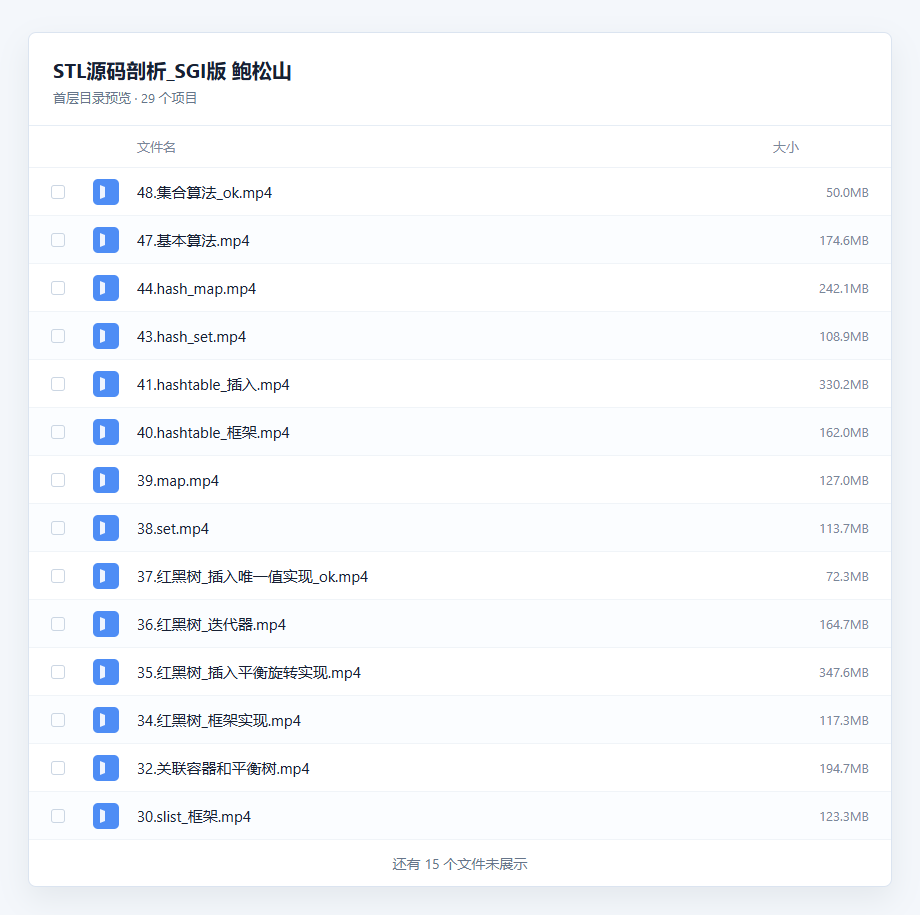 STL源码剖析_SGI版 鲍松山
首层目录预览 · 29 个项目
文件名 大小
48.集合算法_ok.mp4 50.0MB
47.基本算法.mp4 174.6MB
44.hash_map.mp4 242.1MB
43.hash_set.mp4 108.9MB
41.hashtable_插入.mp4 330.2MB
40.hashtable_框架.mp4 162.0MB
39.map.mp4 127.0MB
38.set.mp4 113.7MB
37.红黑树_插入唯一值实现_ok.mp4 72.3MB
36.红黑树_迭代器.mp4 164.7MB
35.红黑树_插入平衡旋转实现.mp4 347.6MB
34.红黑树_框架实现.mp4 117.3MB
32.关联容器和平衡树.mp4 194.7MB
30.slist_框架.mp4 123.3MB
还有 15 个文件未展示